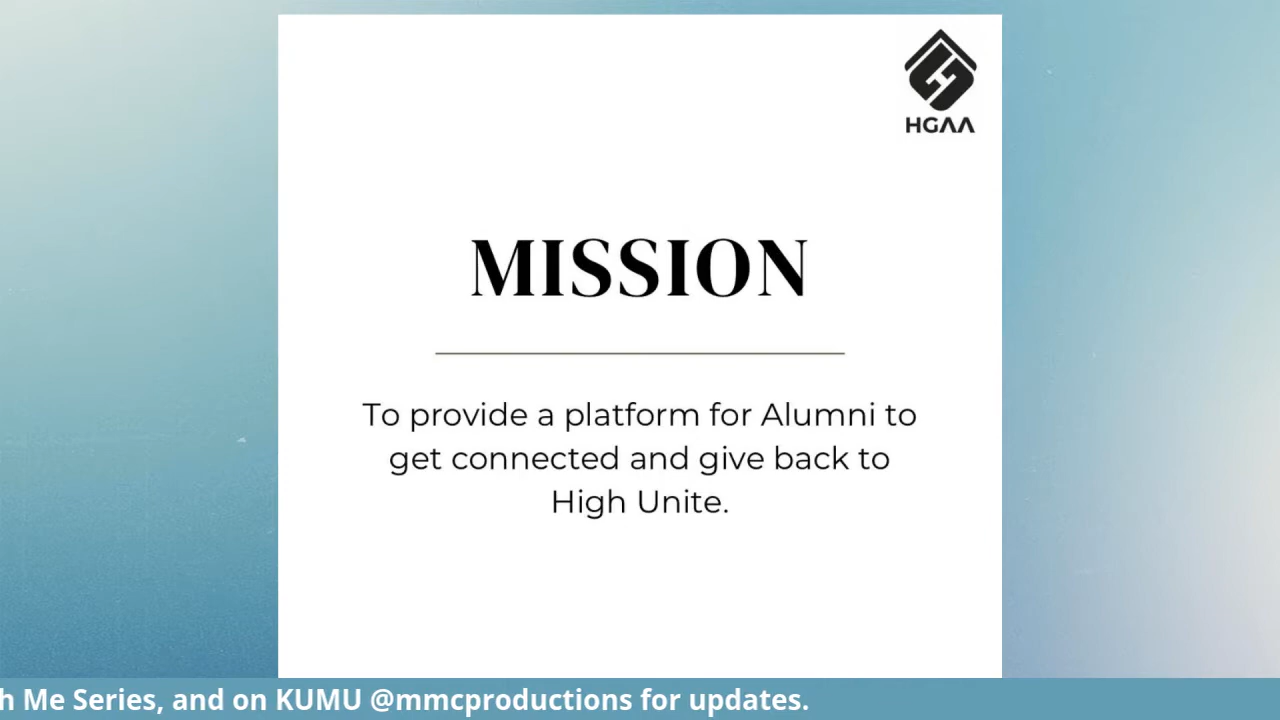 HGAA
MISSION
To provide a platform for Alumni to
get connected and give back to
High Unite.
h Me Series, and on KUMU @mmcproductions for updates.